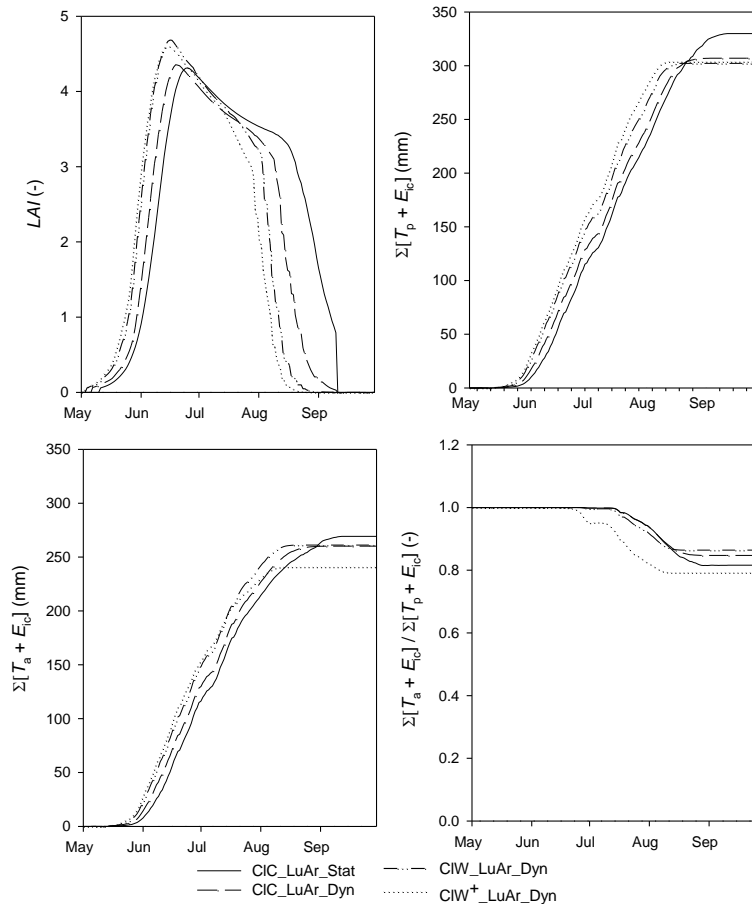 5
4
3
2
1
0
LAI (-)
May Jun Jul Aug Sep
350
300
250
200
150
100
50
0
Σ[Tp + Eic] (mm)
May Jun Jul Aug Sep
350
300
250
200
150
100
50
0
Σ[Ta + Eic] (mm)
May Jun Jul Aug Sep
1.2
1.0
0.8
0.6
0.4
0.2
0.0
Σ[Ta + Eic] / Σ[Tp + Eic] (-)
May Jun Jul Aug Sep
ClC_LuAr_Stat
ClC_LuAr_Dyn
ClW_LuAr_Dyn
ClW⁺_LuAr_Dyn